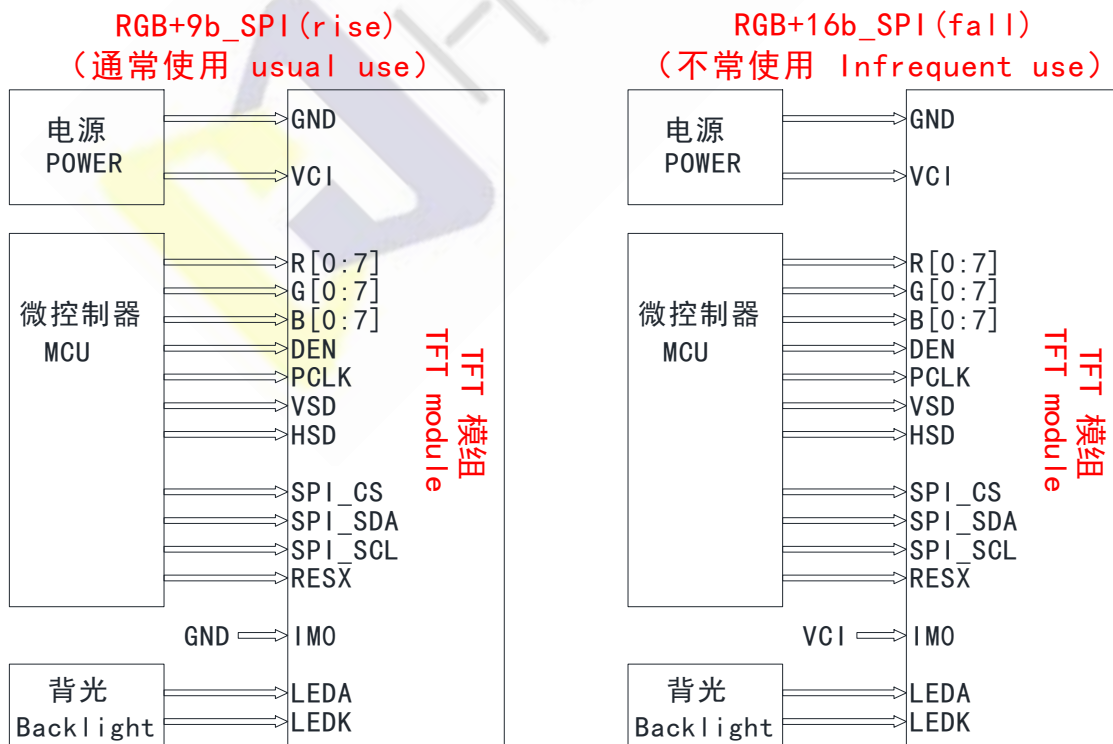 RGB+9b_SPI(rise)
(通常使用 usual use)
电源
POWER
GND
VCI
微控制器
MCU
R[0:7]
G[0:7]
B[0:7]
DEN
PCLK
VSD
HSD
SPI_CS
SPI_SDA
SPI_SCL
RESX
GND
IM0
背光
Backlight
LEDA
LEDK
TFT 模组
TFT module
RGB+16b_SPI(fall)
(不常使用 Infrequent use)
电源
POWER
GND
VCI
微控制器
MCU
R[0:7]
G[0:7]
B[0:7]
DEN
PCLK
VSD
HSD
SPI_CS
SPI_SDA
SPI_SCL
RESX
VCI
IM0
背光
Backlight
LEDA
LEDK
TFT 模组
TFT module